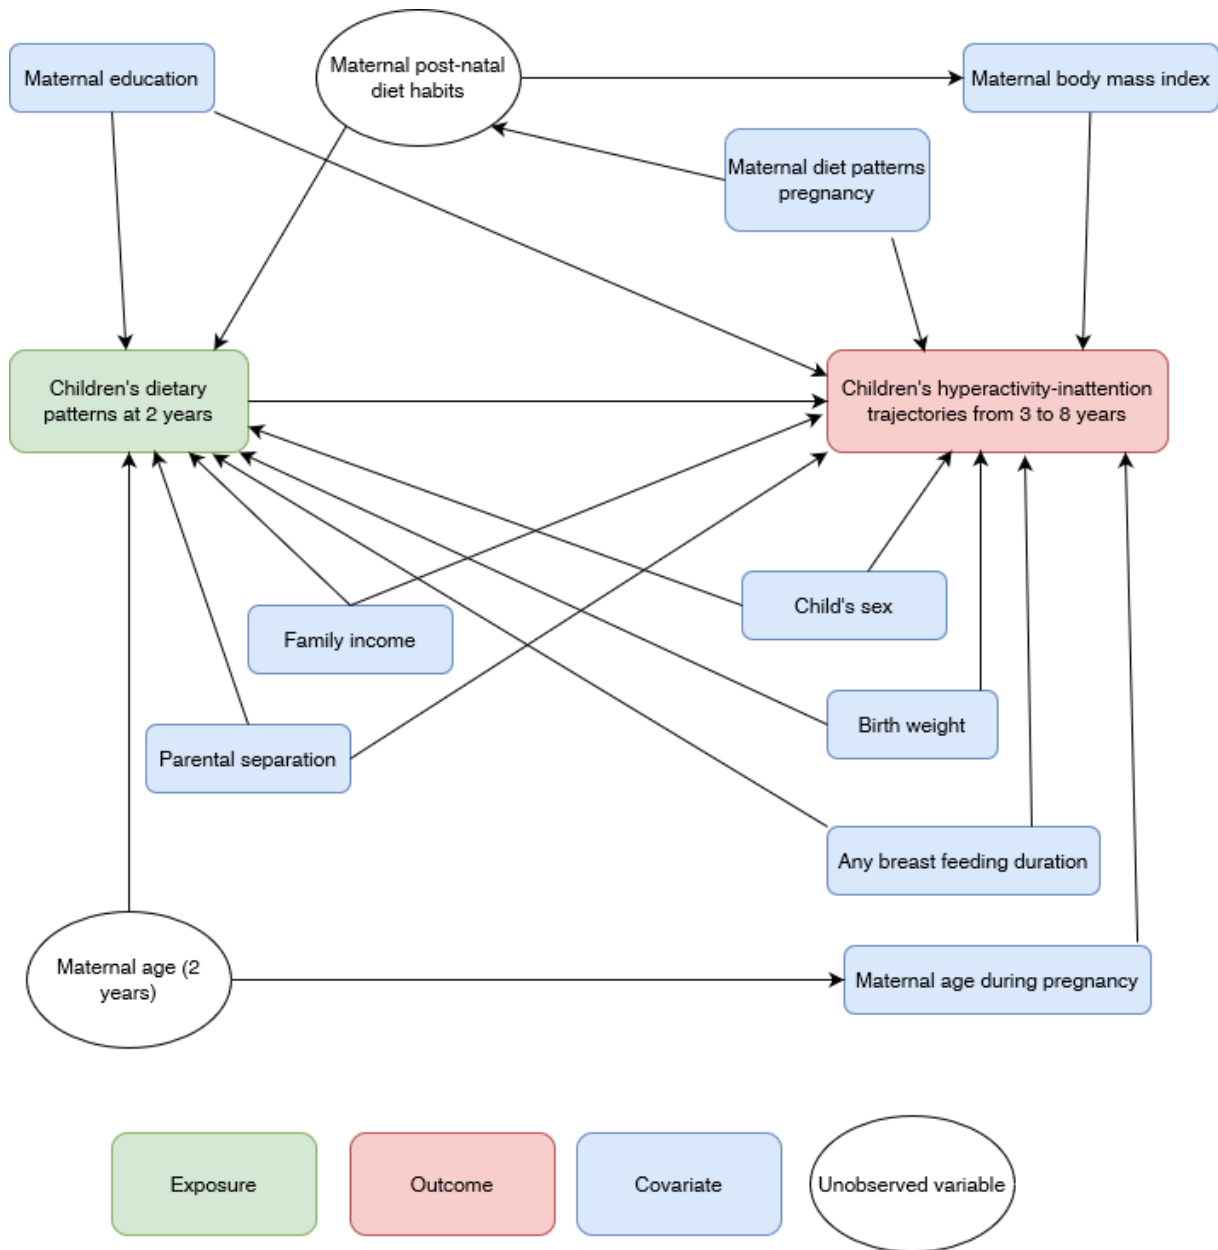 Maternal education
Maternal post-natal
diet habits
Maternal body mass index
Maternal diet patterns
pregnancy
Children's dietary
patterns at 2 years
Children's hyperactivity-inattention
trajectories from 3 to 8 years
Child's sex
Family income
Birth weight
Parental separation
Any breast feeding duration
Maternal age (2
years)
Maternal age during pregnancy
Exposure
Outcome
Covariate
Unobserved variable